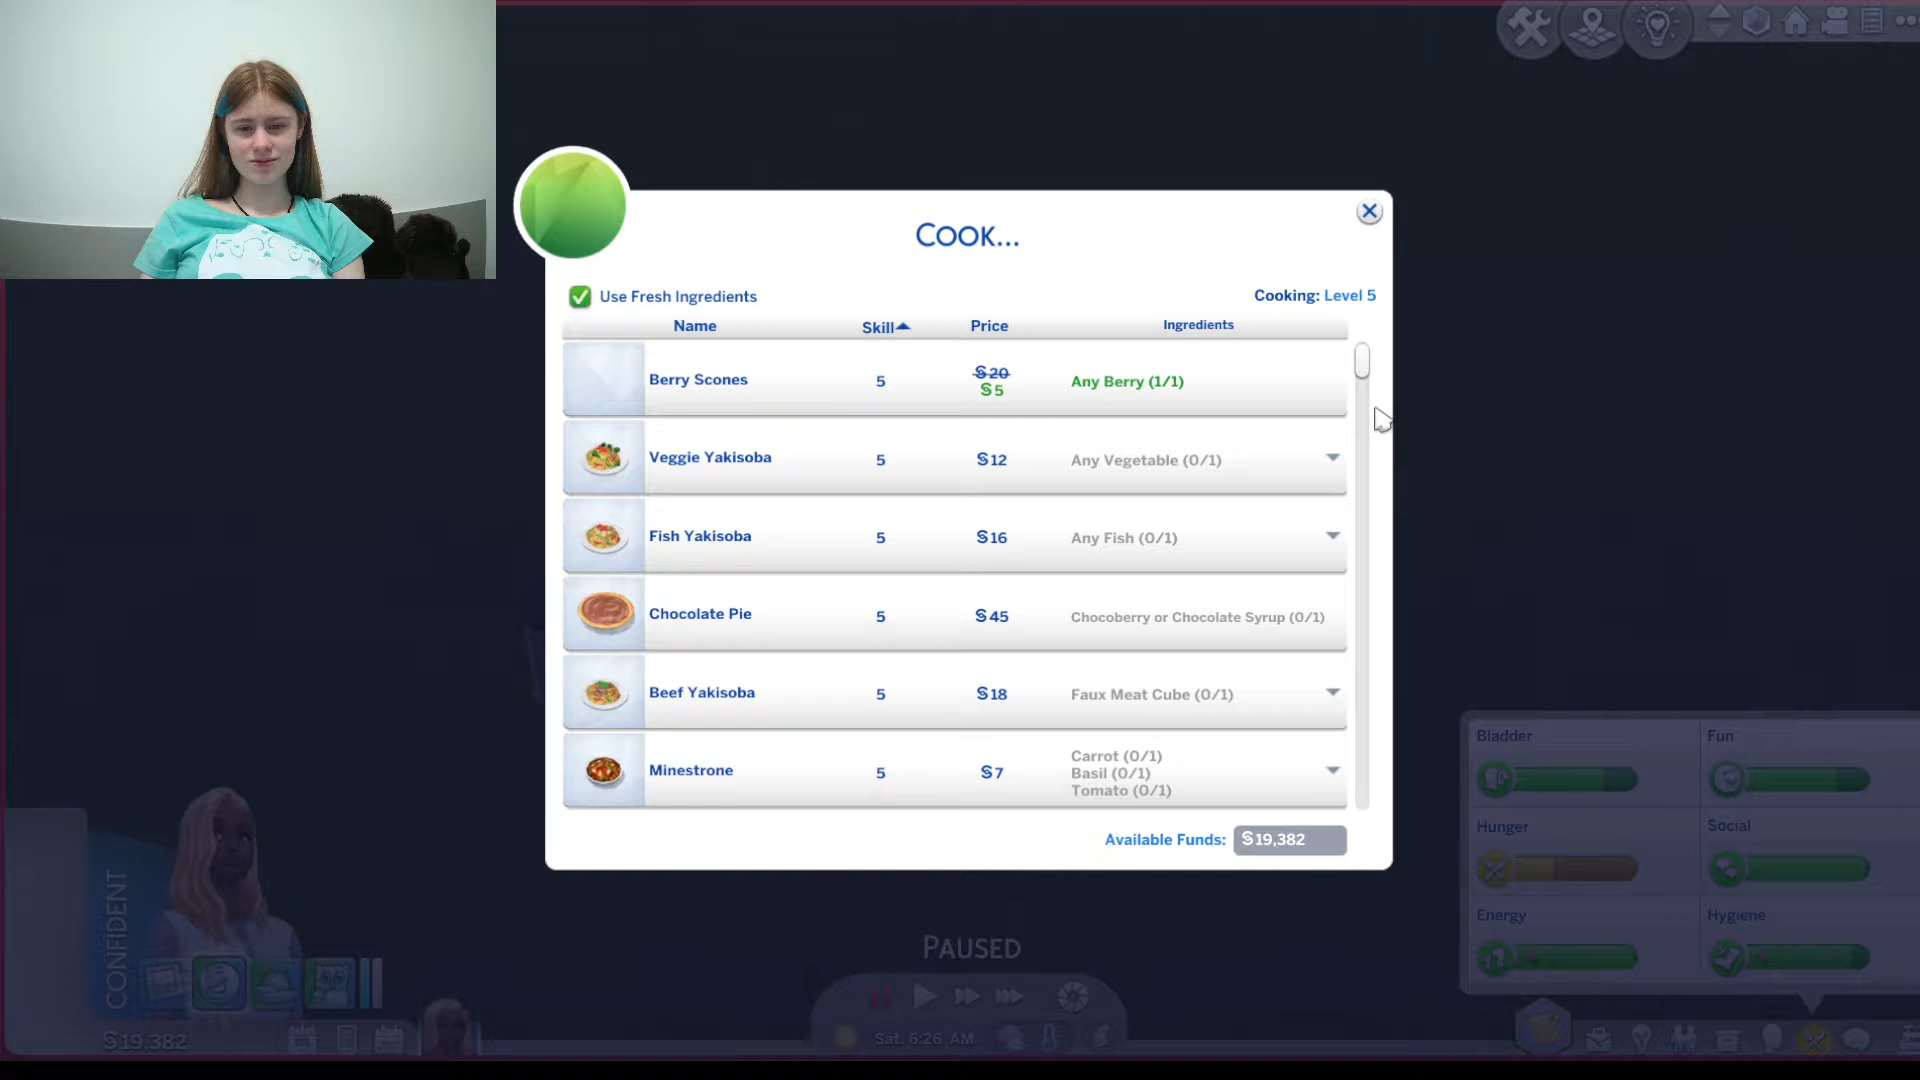 COOK...
Use Fresh Ingredients
Cooking: Level 5
Name Skill Price Ingredients
Berry Scones 5 §20 §5 Any Berry (1/1)
Veggie Yakisoba 5 §12 Any Vegetable (0/1)
Fish Yakisoba 5 §16 Any Fish (0/1)
Chocolate Pie 5 §45 Chocoberry or Chocolate Syrup (0/1)
Beef Yakisoba 5 §18 Faux Meat Cube (0/1)
Minestrone 5 §7 Carrot (0/1)
Basil (0/1)
Tomato (0/1)
Available Funds: §19,382
Bladder Fun
Hunger Social
Energy Hygiene
CONFIDENT
PAUSED
§19,382
Sat. 6:26 AM